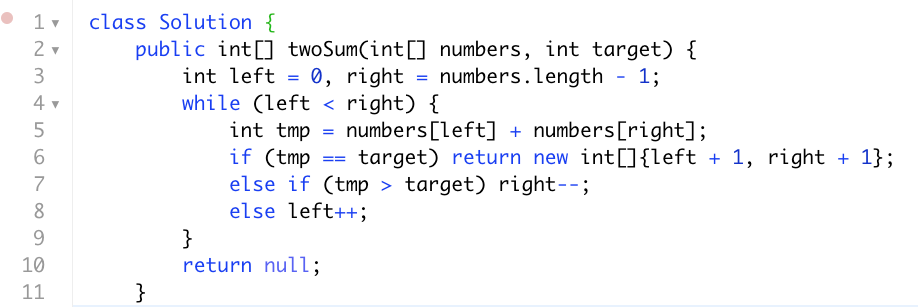 1 class Solution {
2     public int[] twoSum(int[] numbers, int target) {
3         int left = 0, right = numbers.length - 1;
4         while (left < right) {
5             int tmp = numbers[left] + numbers[right];
6             if (tmp == target) return new int[]{left + 1, right + 1};
7             else if (tmp > target) right--;
8             else left++;
9         }
10         return null;
11     }